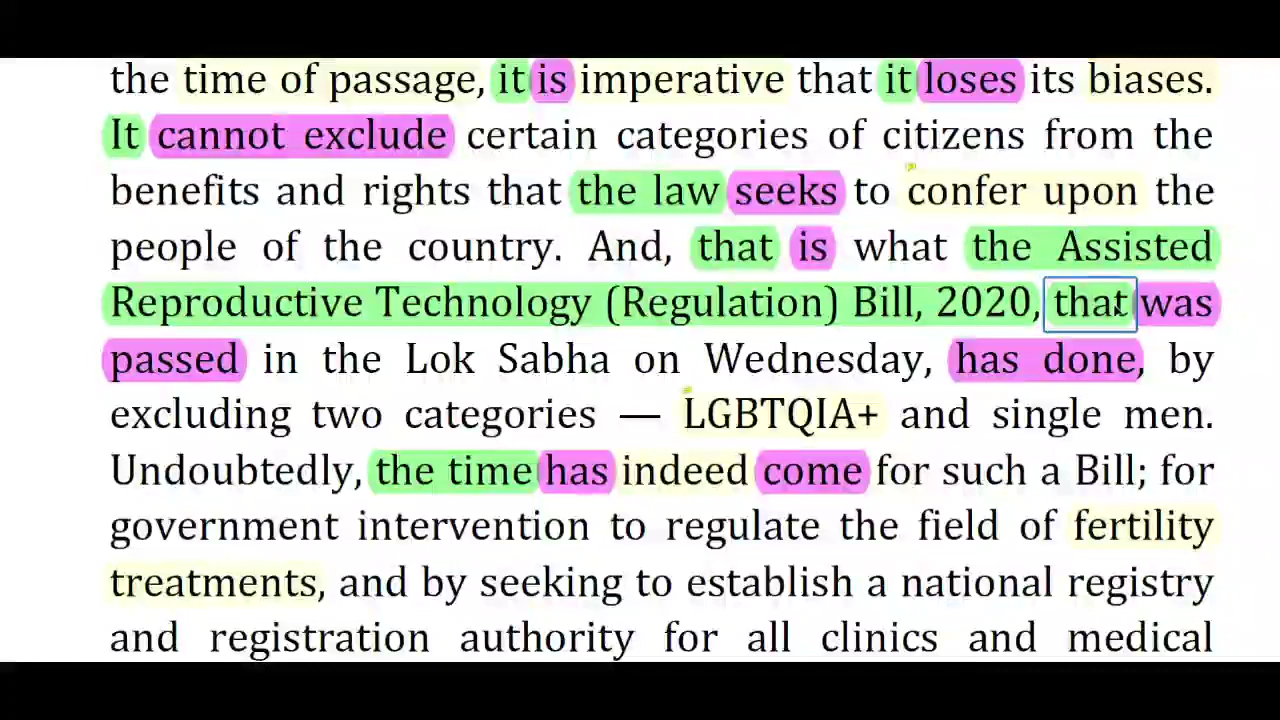 the time of passage, it is imperative that it loses its biases.
It cannot exclude certain categories of citizens from the
benefits and rights that the law seeks to confer upon the
people of the country. And, that is what the Assisted
Reproductive Technology (Regulation) Bill, 2020, that was
passed in the Lok Sabha on Wednesday, has done, by
excluding two categories — LGBTQIA+ and single men.
Undoubtedly, the time has indeed come for such a Bill; for
government intervention to regulate the field of fertility
treatments, and by seeking to establish a national registry
and registration authority for all clinics and medical